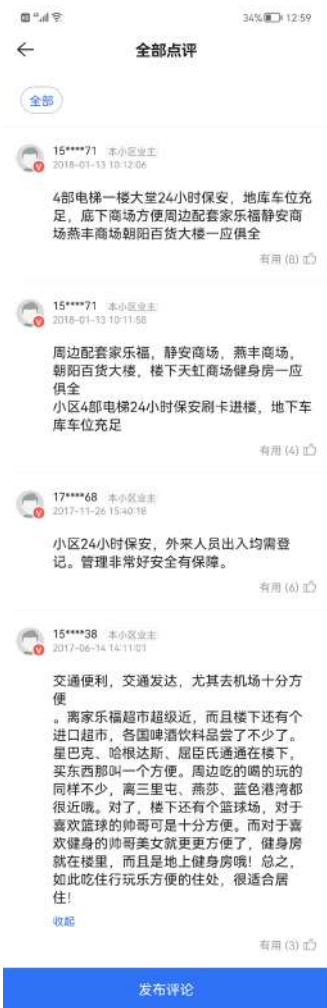 34% 12:59
全部点评
全部
15****71 本小区业主
2018-01-13 10:12:06
4部电梯一楼大堂24小时保安，地库车位充
足，底下商场方便周边配套家乐福静安商
场燕丰商场朝阳百货大楼一应俱全
有用 (8)
15****71 本小区业主
2018-01-13 10:11:58
周边配套家乐福，静安商场，燕丰商场，
朝阳百货大楼，楼下天虹商场健身房一应
俱全
小区4部电梯24小时保安刷卡进楼，地下车
库车位充足
有用 (4)
17****68 本小区业主
2017-11-26 15:40:18
小区24小时保安，外来人员出入均需登
记。管理非常好安全有保障。
有用 (6)
15****38 本小区业主
2017-06-14 14:11:01
交通便利，交通发达，尤其去机场十分方
便
。离家乐福超市超级近，而且楼下还有个
进口超市，各国啤酒饮料品尝了不少了。
星巴克、哈根达斯、屈臣氏通通在楼下，
买东西那叫一个方便。周边吃的喝的玩的
同样不少，离三里屯、燕莎、蓝色港湾都
很近哦。对了，楼下还有个篮球场，对于
喜欢篮球的帅哥可是十分方便。而对于喜
欢健身的帅哥美女就更更方便了，健身房
就在楼里，而且是地上健身房哦！总之，
如此吃住行玩乐方便的住处，很适合居
住！
收起
有用 (3)
发布评论